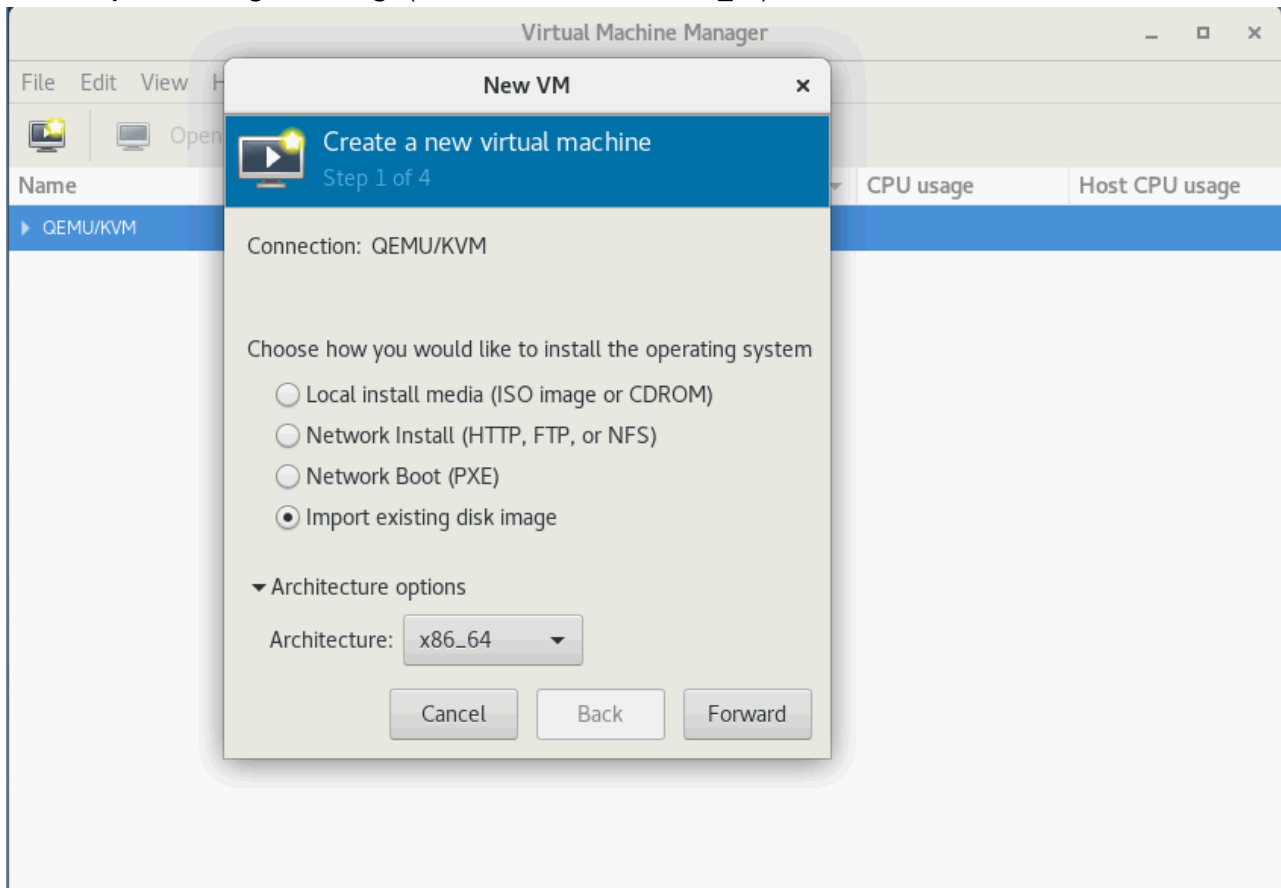 Virtual Machine Manager
File Edit View H
New VM
Open
Create a new virtual machine
Step 1 of 4
Name CPU usage Host CPU usage
QEMU/KVM
Connection: QEMU/KVM
Choose how you would like to install the operating system
Local install media (ISO image or CDROM)
Network Install (HTTP, FTP, or NFS)
Network Boot (PXE)
Import existing disk image
Architecture options
Architecture: x86_64
Cancel Back Forward